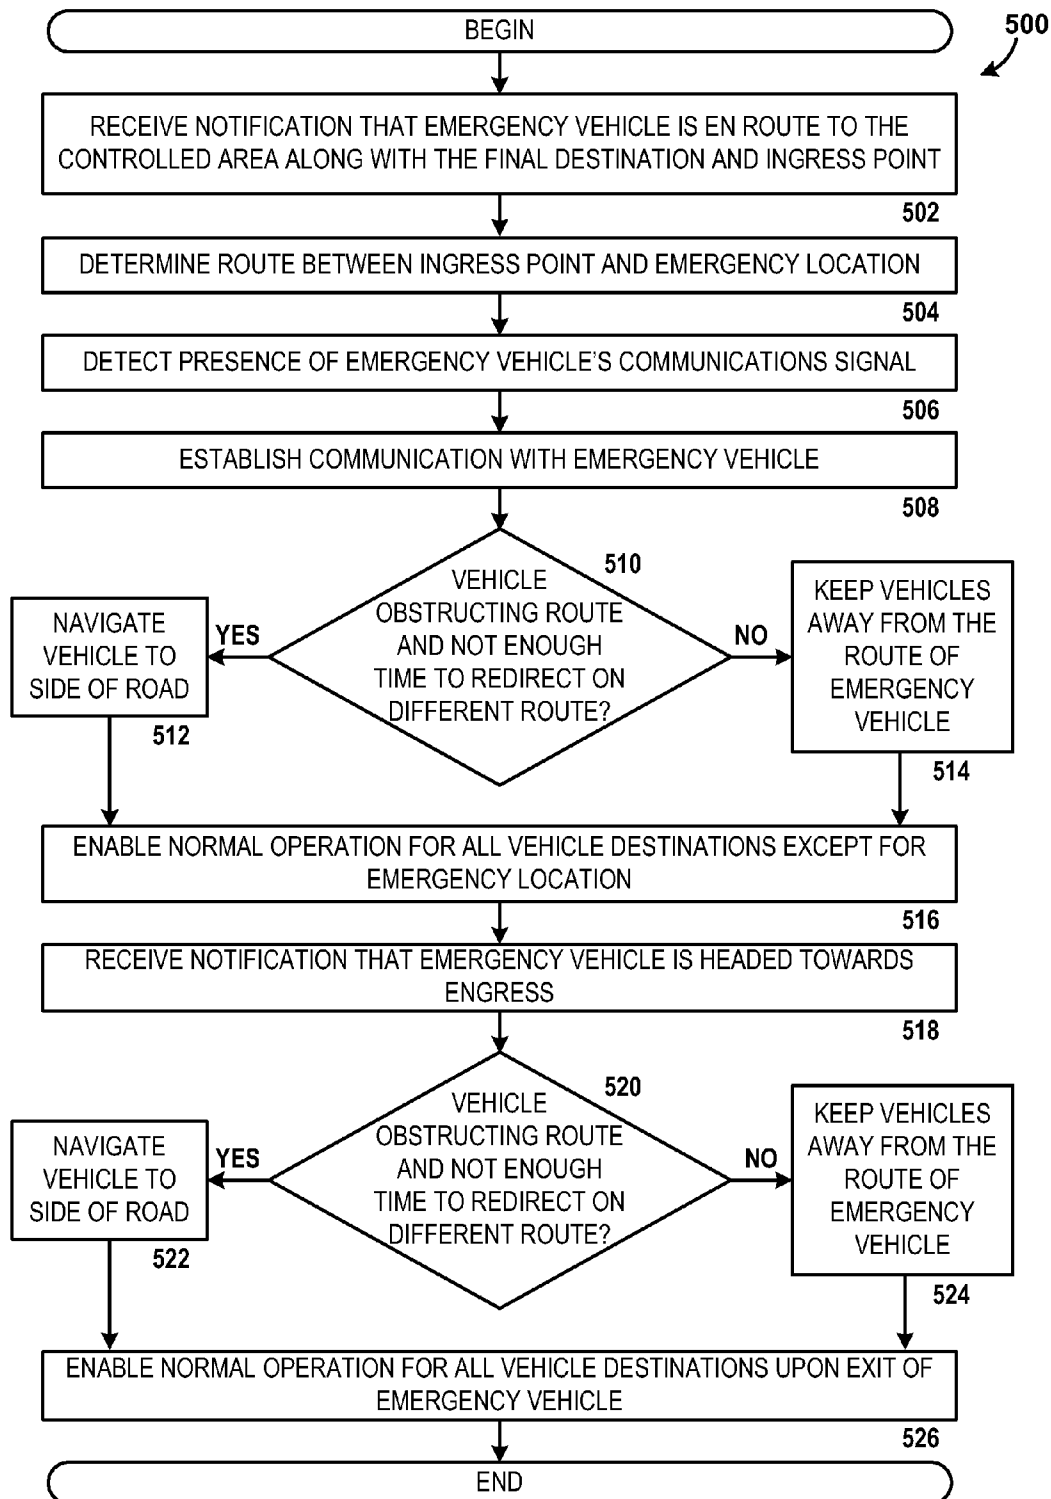 BEGIN
500
RECEIVE NOTIFICATION THAT EMERGENCY VEHICLE IS EN ROUTE TO THE
CONTROLLED AREA ALONG WITH THE FINAL DESTINATION AND INGRESS POINT
502
DETERMINE ROUTE BETWEEN INGRESS POINT AND EMERGENCY LOCATION
504
DETECT PRESENCE OF EMERGENCY VEHICLE'S COMMUNICATIONS SIGNAL
506
ESTABLISH COMMUNICATION WITH EMERGENCY VEHICLE
508
510
VEHICLE
OBSTRUCTING ROUTE
AND NOT ENOUGH
TIME TO REDIRECT ON
DIFFERENT ROUTE?
YES
NAVIGATE
VEHICLE TO
SIDE OF ROAD
512
NO
KEEP VEHICLES
AWAY FROM THE
ROUTE OF
EMERGENCY
VEHICLE
514
ENABLE NORMAL OPERATION FOR ALL VEHICLE DESTINATIONS EXCEPT FOR
EMERGENCY LOCATION
516
RECEIVE NOTIFICATION THAT EMERGENCY VEHICLE IS HEADED TOWARDS
ENGRESS
518
520
VEHICLE
OBSTRUCTING ROUTE
AND NOT ENOUGH
TIME TO REDIRECT ON
DIFFERENT ROUTE?
YES
NAVIGATE
VEHICLE TO
SIDE OF ROAD
522
NO
KEEP VEHICLES
AWAY FROM THE
ROUTE OF
EMERGENCY
VEHICLE
524
ENABLE NORMAL OPERATION FOR ALL VEHICLE DESTINATIONS UPON EXIT OF
EMERGENCY VEHICLE
526
END